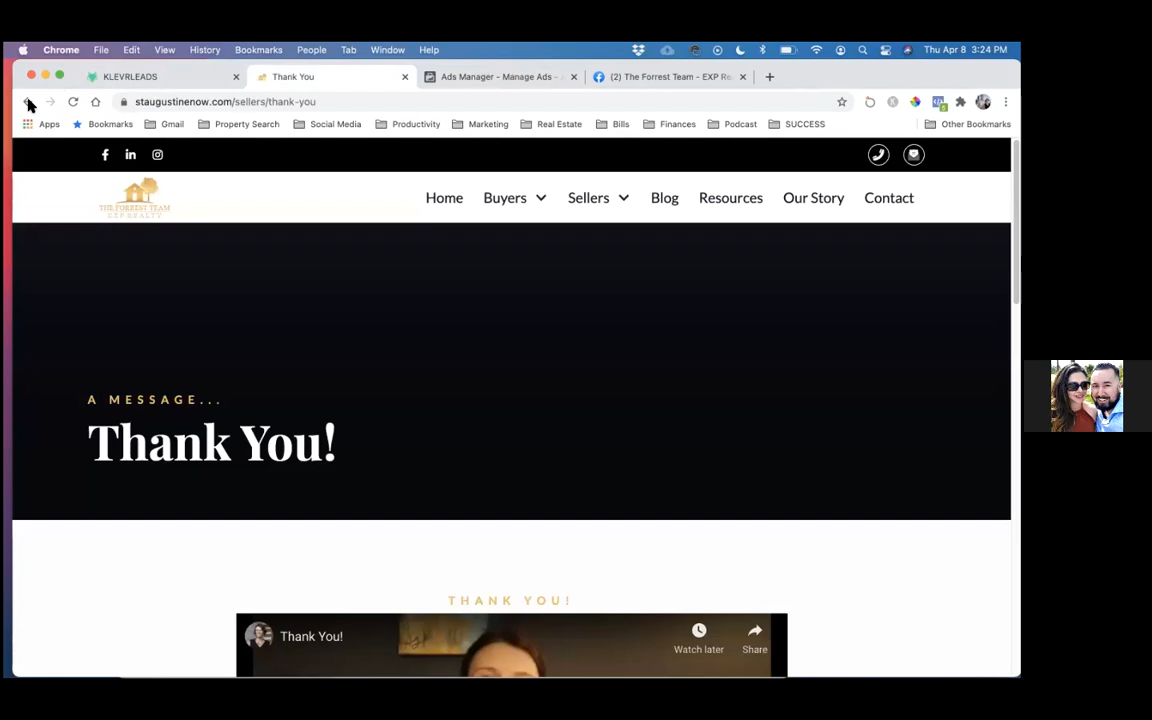 Chrome File Edit View History Bookmarks People Tab Window Help Thu Apr 8 3:24 PM
KLEVRLEADS Thank You Ads Manager - Manage Ads - (2) The Forrest Team - EXP Re
staugustinenow.com/sellers/thank-you
Apps Bookmarks Gmail Property Search Social Media Productivity Marketing Real Estate Bills Finances Podcast SUCCESS Other Bookmarks
THE FORREST TEAM
EXP REALTY
Home Buyers Sellers Blog Resources Our Story Contact
A MESSAGE...
Thank You!
THANK YOU!
Thank You!
Watch later Share